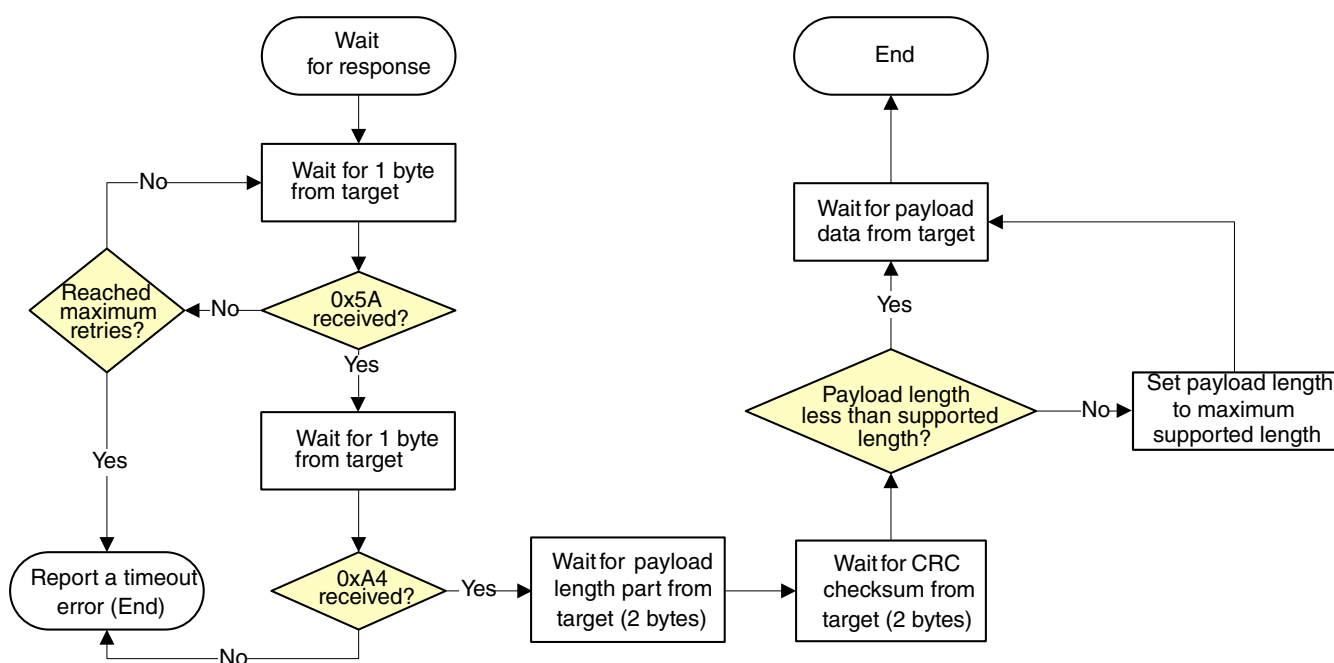 Wait
for response
Wait for 1 byte
from target
No
Reached
maximum
retries?
No
0x5A
received?
Yes
Wait for 1 byte
from target
Yes
Report a timeout
error (End)
0xA4
received?
No
Yes
Wait for payload
length part from
target (2 bytes)
Wait for CRC
checksum from
target (2 bytes)
Payload length
less than supported
length?
No
Set payload length
to maximum
supported length
Yes
Wait for payload
data from target
End